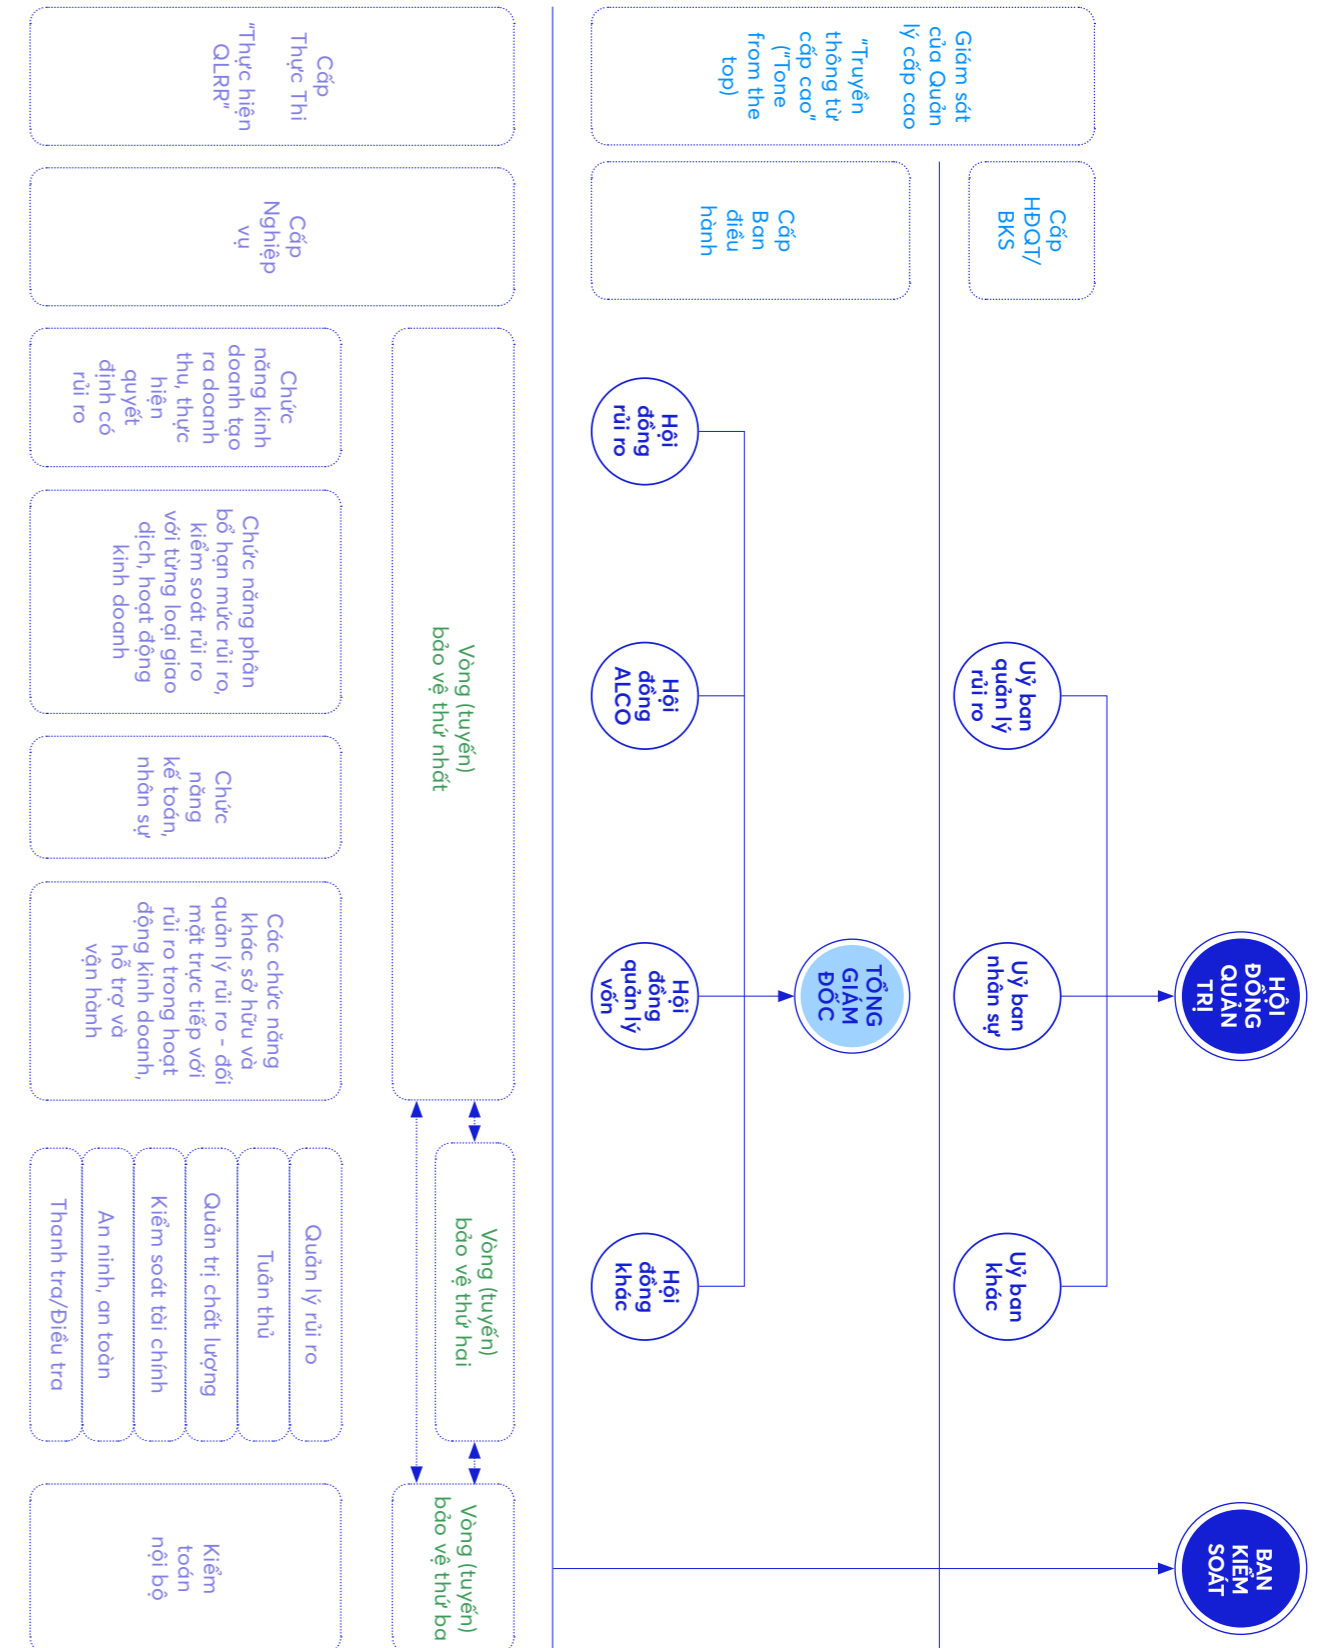 HỘI
ĐỒNG
QUẢN
TRỊ
BAN
KIỂM
SOÁT
Giám sát
của Quản
lý cấp cao
"Truyền
thông từ
cấp cao"
("Tone
from the
top)
Cấp
HĐQT/
BKS
Uỷ ban
quản lý
rủi ro
Uỷ ban
nhân sự
Uỷ ban
khác
Cấp
Ban
điều
hành
TỔNG
GIÁM
ĐỐC
Hội
đồng
rủi ro
Hội
đồng
ALCO
Hội
đồng
quản lý
vốn
Hội
đồng
khác
Cấp
Thực Thi
"Thực hiện
QLRR"
Cấp
Nghiệp
vụ
Vòng (tuyến)
bảo vệ thứ nhất
Vòng (tuyến)
bảo vệ thứ hai
Vòng (tuyến)
bảo vệ thứ ba
Chức
năng kinh
doanh tạo
ra doanh
thu, thực
hiện
quyết
định có
rủi ro
Chức năng phân
bổ hạn mức rủi ro,
kiểm soát rủi ro
với từng loại giao
dịch, hoạt động
kinh doanh
Chức
năng
kế toán,
nhân sự
Các chức năng
khác sở hữu và
quản lý rủi ro - đối
mặt trực tiếp với
rủi ro trong hoạt
động kinh doanh,
hỗ trợ và
vận hành
Quản lý rủi ro
Tuân thủ
Quản trị chất lượng
Kiểm soát tài chính
An ninh, an toàn
Thanh tra/Điều tra
Kiểm
toán
nội bộ